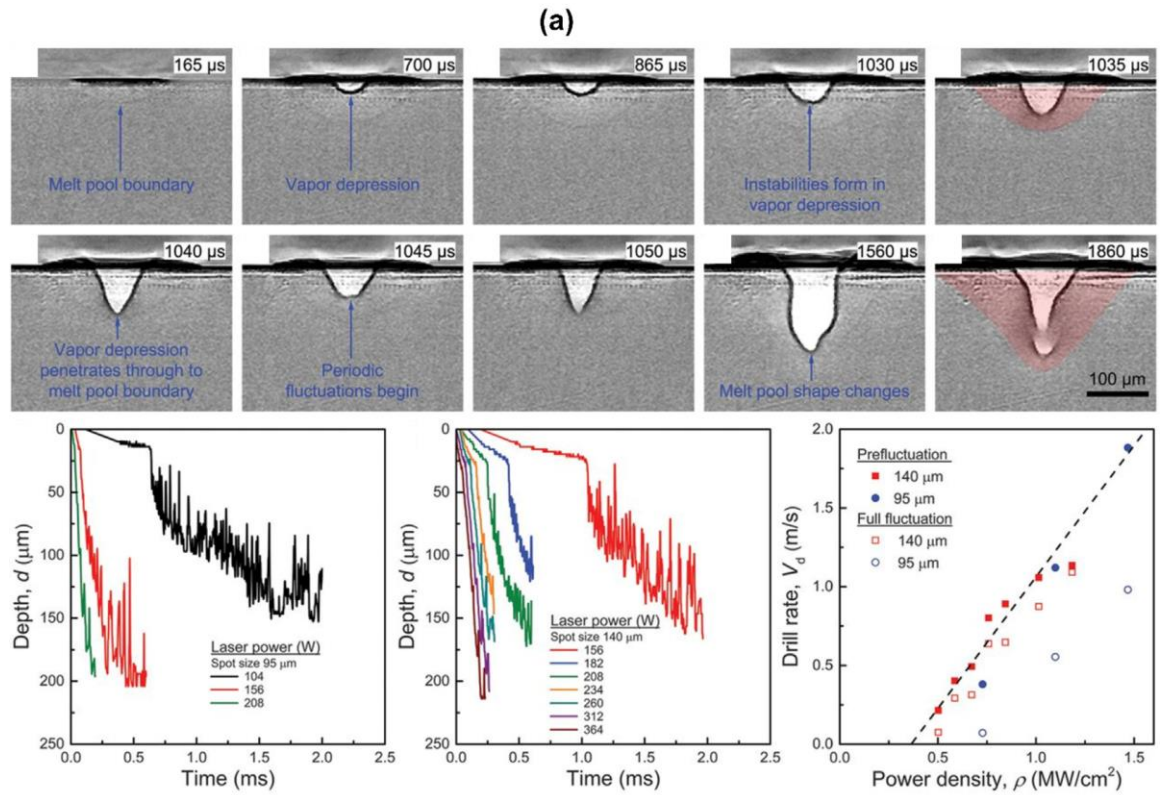 (a)
165 µs
700 µs
865 µs
1030 µs
1035 µs
Melt pool boundary
Vapor depression
Instabilities form in
vapor depression
1040 µs
1045 µs
1050 µs
1560 µs
1860 µs
Vapor depression
penetrates through to
melt pool boundary
Periodic
fluctuations begin
Melt pool shape changes
100 µm
0
50
100
150
200
250
Depth, d (µm)
0.0 0.5 1.0 1.5 2.0 2.5
Time (ms)
Laser power (W)
Spot size 95 µm
104
156
208
0
50
100
150
200
250
Depth, d (µm)
0.0 0.5 1.0 1.5 2.0 2.5
Time (ms)
Laser power (W)
Spot size 140 µm
156
182
208
234
260
312
364
2.0
1.5
1.0
0.5
0.0
Drill rate, Vd (m/s)
0.0 0.5 1.0 1.5
Power density, ρ (MW/cm²)
Prefluctuation
140 µm
95 µm
Full fluctuation
140 µm
95 µm